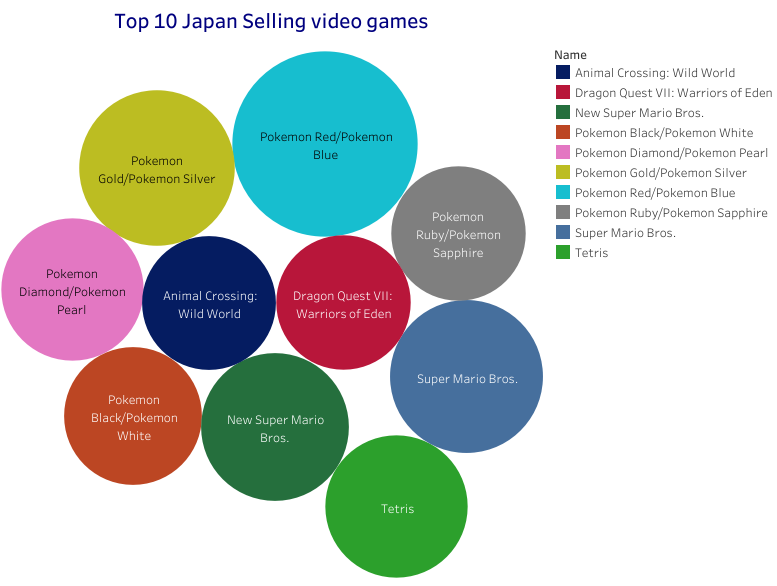 Top 10 Japan Selling video games
Name
Animal Crossing: Wild World
Dragon Quest VII: Warriors of Eden
New Super Mario Bros.
Pokemon Black/Pokemon White
Pokemon Diamond/Pokemon Pearl
Pokemon Gold/Pokemon Silver
Pokemon Red/Pokemon Blue
Pokemon Ruby/Pokemon Sapphire
Super Mario Bros.
Tetris
Pokemon Red/Pokemon
Blue
Pokemon
Gold/Pokemon Silver
Pokemon
Ruby/Pokemon
Sapphire
Pokemon
Diamond/Pokemon
Pearl
Animal Crossing:
Wild World
Dragon Quest VII:
Warriors of Eden
Super Mario Bros.
Pokemon
Black/Pokemon
White
New Super Mario
Bros.
Tetris